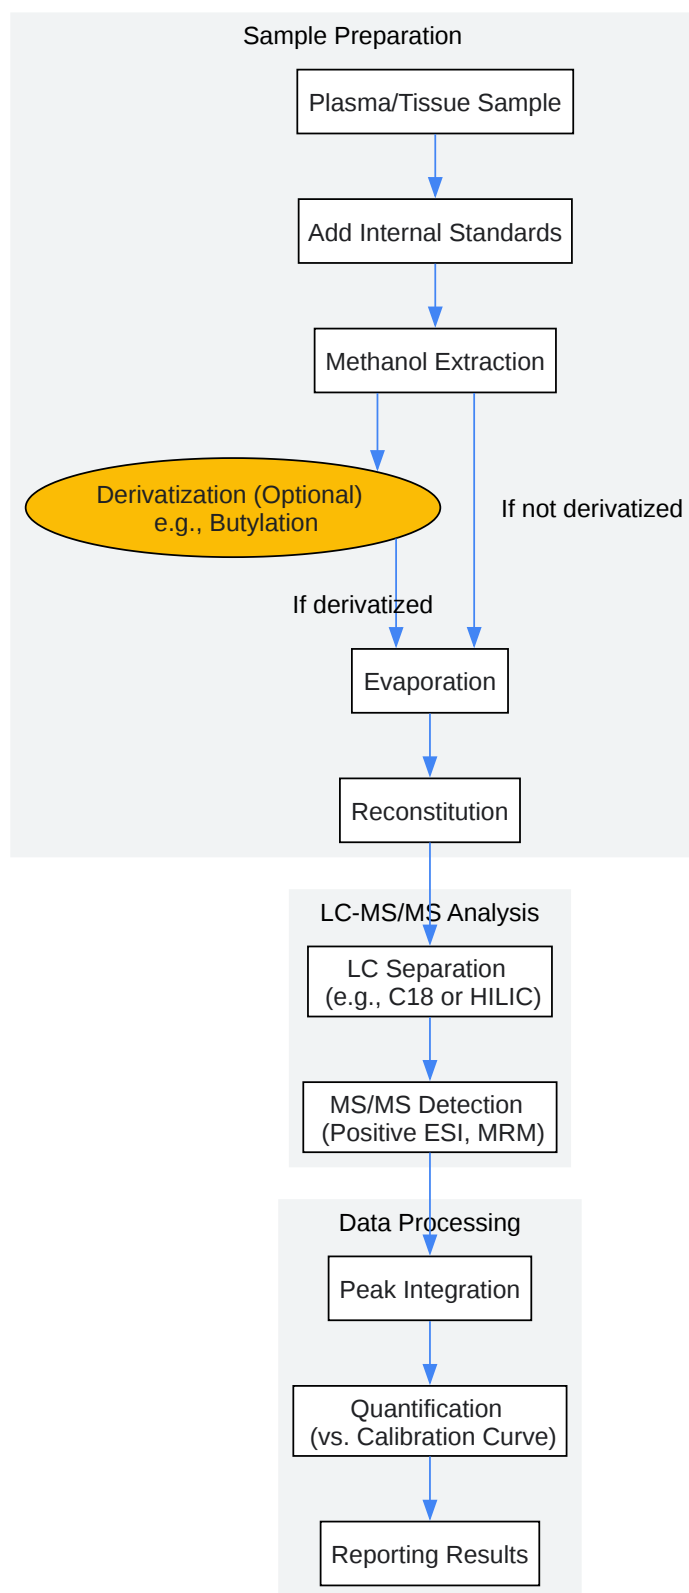 Sample Preparation
Plasma/Tissue Sample
Add Internal Standards
Methanol Extraction
Derivatization (Optional)
e.g., Butylation
If not derivatized
If derivatized
Evaporation
Reconstitution
LC-MS/MS Analysis
LC Separation
(e.g., C18 or HILIC)
MS/MS Detection
(Positive ESI, MRM)
Data Processing
Peak Integration
Quantification
(vs. Calibration Curve)
Reporting Results